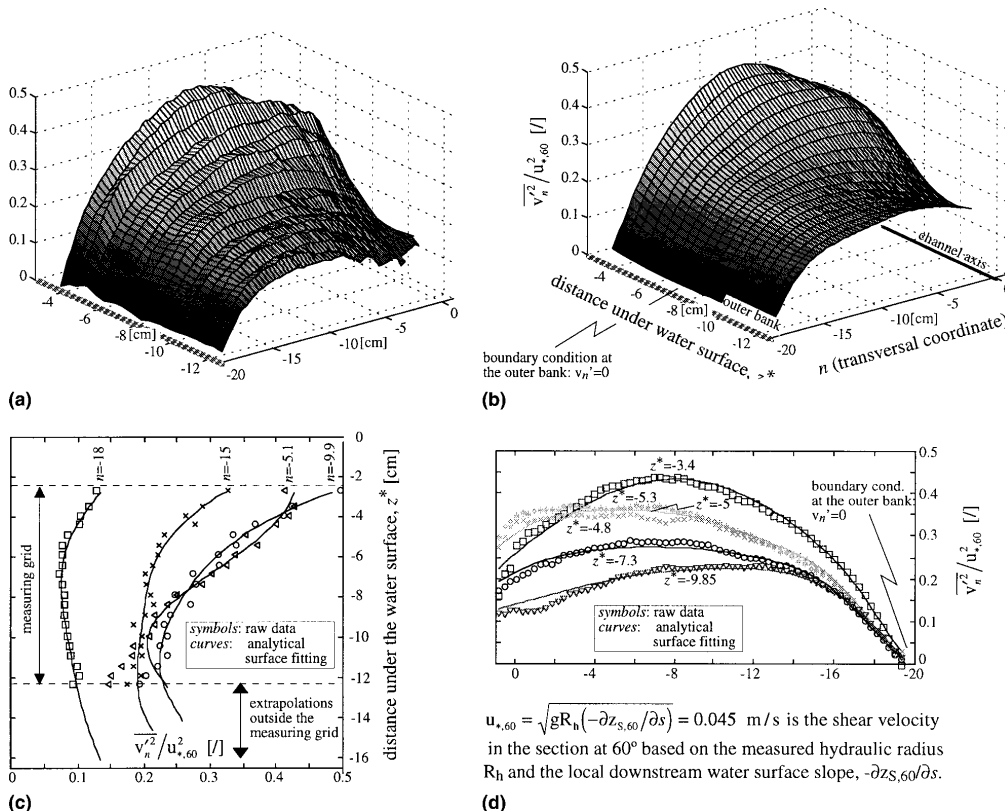 0.5
0.4
0.3
0.2
0.1
0
-4
-6
-8 [cm]
-10
-12
-20
-15
-10 [cm]
-5
0
(a)
0.5
0.4
0.3
0.2
0.1
0
v'n²/u²*,60 [/]
-4
-6
-8 [cm]
-10
-12
-20
-15
-10[cm]
-5
0
channel axis
outer bank
distance under water surface, z*
n (transversal coordinate)
boundary condition at
the outer bank: vn'=0
(b)
n=-18
n=-15
n=-5.1
n=-9.9
0
-2
-4
-6
-8
-10
-12
-14
-16
distance under the water surface, z* [cm]
measuring grid
symbols: raw data
curves: analytical
surface fitting
extrapolations
outside the
measuring grid
v'n²/u²*,60 [/]
0
0.1
0.2
0.3
0.4
0.5
(c)
z*=-3.4
z*=-5.3
z*=-5
z*=-4.8
z*=-7.3
z*=-9.85
boundary cond.
at the outer bank:
vn'=0
symbols: raw data
curves: analytical
surface fitting
0.5
0.4
0.3
0.2
0.1
0
v'n²/u²*,60 [/]
0
-4
-8
-12
-16
-20
u*,60 = √gRh(-∂zS,60/∂s) = 0.045 m/s is the shear velocity
in the section at 60º based on the measured hydraulic radius
Rh and the local downstream water surface slope, -∂zS,60/∂s.
(d)